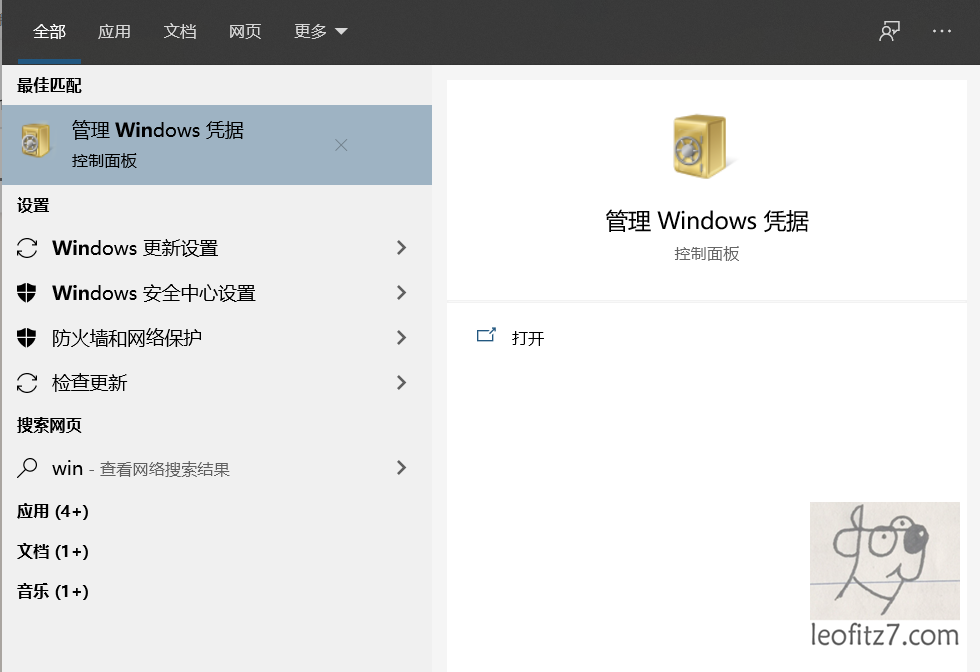 全部 应用 文档 网页 更多
最佳匹配
管理 Windows 凭据
控制面板
设置
Windows 更新设置
Windows 安全中心设置
防火墙和网络保护
检查更新
搜索网页
win - 查看网络搜索结果
应用 (4+)
文档 (1+)
音乐 (1+)
管理 Windows 凭据
控制面板
打开
leofitz7.com